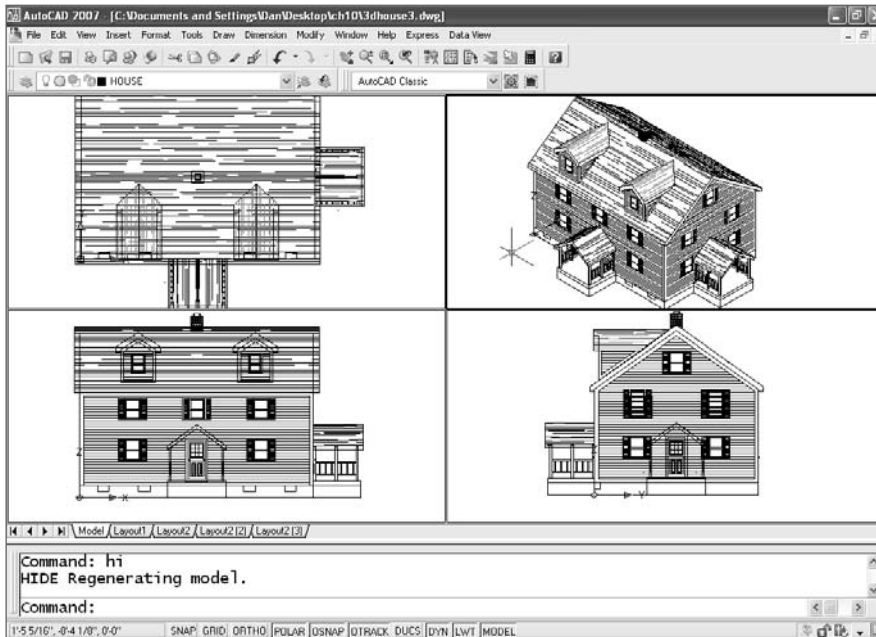 AutoCAD 2007 - [C:\Documents and Settings\Dan\Desktop\ch10\3dhouse3.dwg]
File Edit View Insert Format Tools Draw Dimension Modify Window Help Express Data View
HOUSE AutoCAD Classic
Z
Z
X
Z
Y
Model Layout1 Layout2 Layout2 (2) Layout2 (3)
Command: hi
HIDE Regenerating model.
Command:
1'-5 5/16", -8'-4 1/8", 0'-0" SNAP GRID ORTHO POLAR OSNAP OTRACK DUCS DYN LWT MODEL